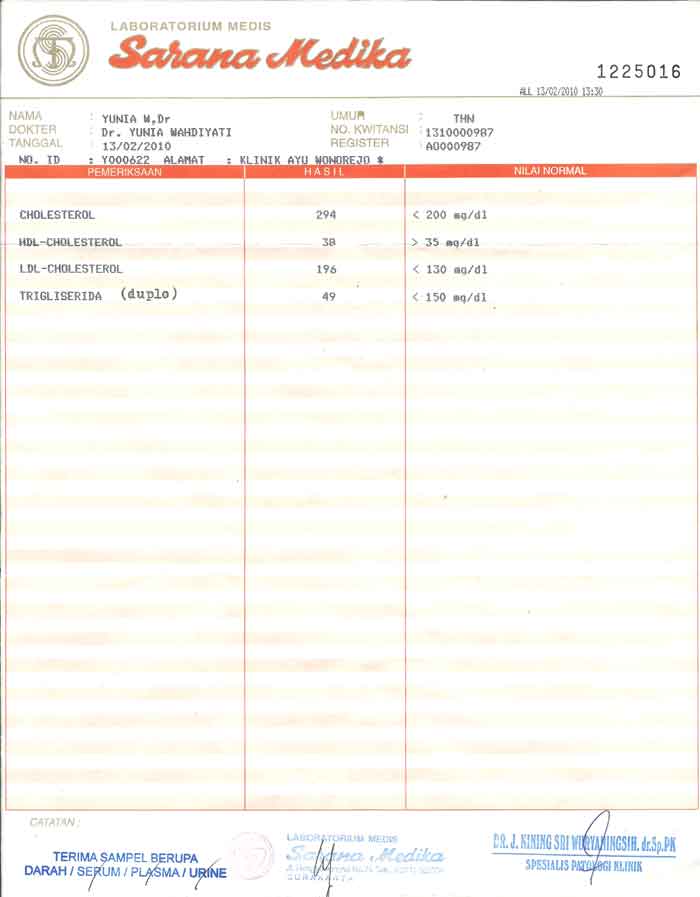 LABORATORIUM MEDIS
Sarana Medika
1225016
ALL 13/02/2010 13:30
NAMA : YUNIA W,Dr UMUR : THN
DOKTER : Dr. YUNIA WAHDIYATI NO. KWITANSI : 1310000987
TANGGAL : 13/02/2010 REGISTER : A0000987
NO. ID : Y000622 ALAMAT : KLINIK AYU WONOREJO *
PEMERIKSAAN HASIL NILAI NORMAL
CHOLESTEROL 294 < 200 mg/dl
HDL-CHOLESTEROL 38 > 35 mg/dl
LDL-CHOLESTEROL 196 < 130 mg/dl
TRIGLISERIDA (duplo) 49 < 150 mg/dl
CATATAN :
TERIMA SAMPEL BERUPA
DARAH / SERUM / PLASMA / URINE
LABORATORIUM MEDIS
Sarana Medika
SURAKARTA
DR. J. KINING SRI WURYANINGSIH. dr.Sp.PK
SPESIALIS PATOLOGI KLINIK